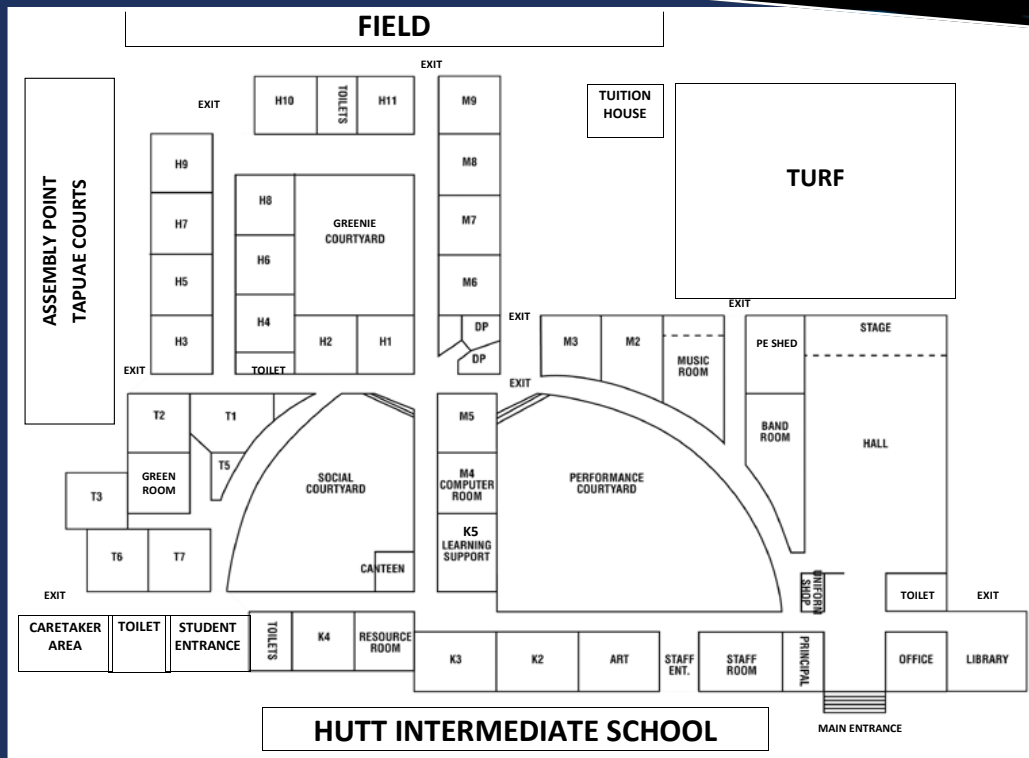 FIELD
EXIT
EXIT
H10
TOILETS
H11
M9
TUITION
HOUSE
ASSEMBLY POINT
TAPUAE COURTS
H9
M8
TURF
H8
H7
GREENIE
COURTYARD
M7
H6
H5
M6
EXIT
H4
DP
EXIT
STAGE
H3
H2
H1
DP
M3
M2
MUSIC
ROOM
PE SHED
EXIT
TOILET
EXIT
T2
T1
M5
BAND
ROOM
HALL
T5
GREEN
ROOM
SOCIAL
COURTYARD
M4
COMPUTER
ROOM
PERFORMANCE
COURTYARD
T3
K5
LEARNING
SUPPORT
T6
T7
CANTEEN
UNIFORM
SHOP
TOILET
EXIT
EXIT
CARETAKER
AREA
TOILET
STUDENT
ENTRANCE
TOILETS
K4
RESOURCE
ROOM
K3
K2
ART
STAFF
ENT.
STAFF
ROOM
PRINCIPAL
OFFICE
LIBRARY
MAIN ENTRANCE
HUTT INTERMEDIATE SCHOOL